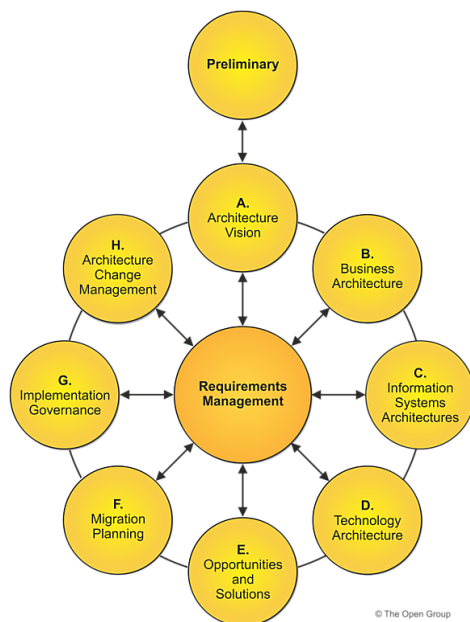 Preliminary
A.
Architecture
Vision
H.
Architecture
Change
Management
B.
Business
Architecture
G.
Implementation
Governance
Requirements
Management
C.
Information
Systems
Architectures
F.
Migration
Planning
D.
Technology
Architecture
E.
Opportunities
and
Solutions
© The Open Group